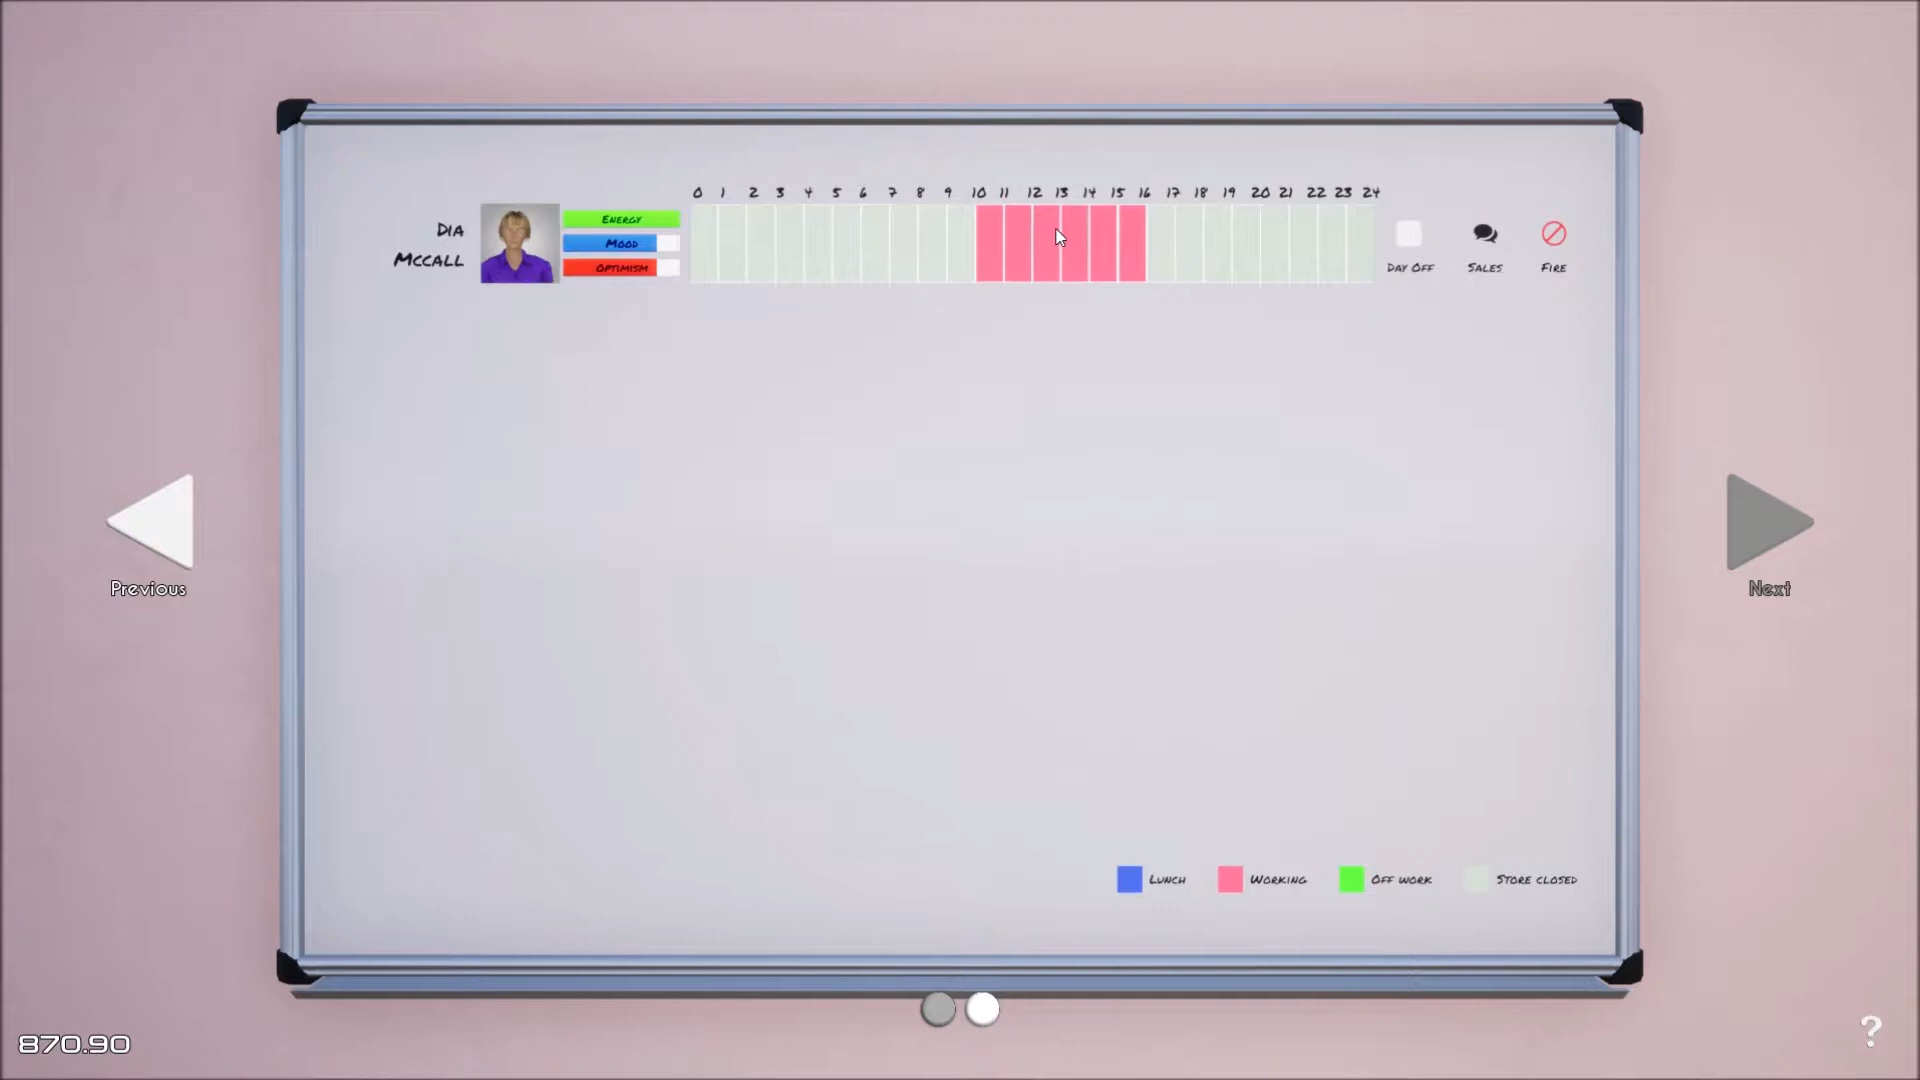 0 1 2 3 4 5 6 7 8 9 10 11 12 13 14 15 16 17 18 19 20 21 22 23 24
DIA
MCCALL
ENERGY
MOOD
OPTIMISM
DAY OFF
SALES
FIRE
Previous
Next
LUNCH
WORKING
OFF WORK
STORE CLOSED
870.90
?